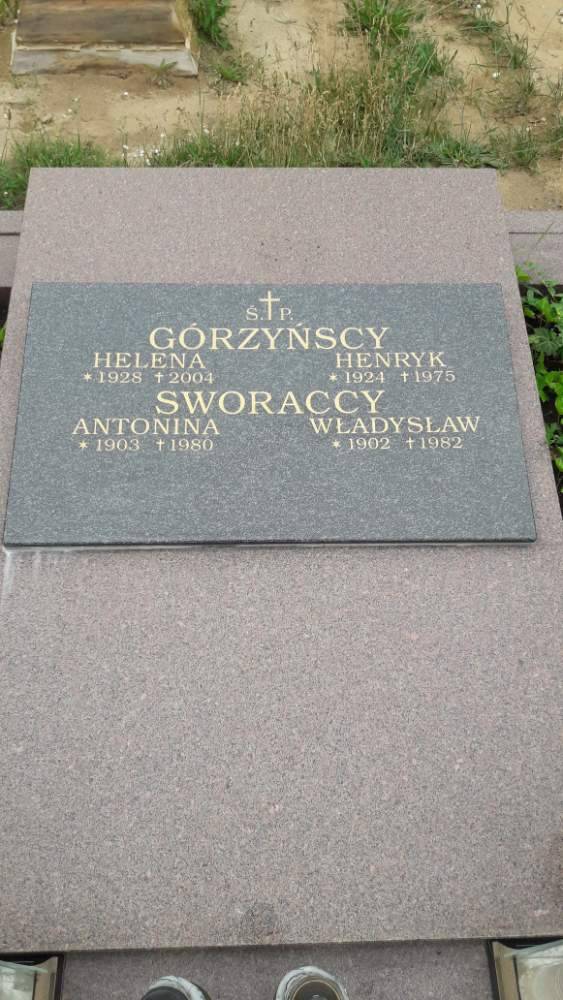 Ś. † P.
GÓRZYŃSCY
HELENA HENRYK
*1928 †2004 *1924 †1975
SWORACCY
ANTONINA WŁADYSŁAW
*1903 †1980 *1902 †1982